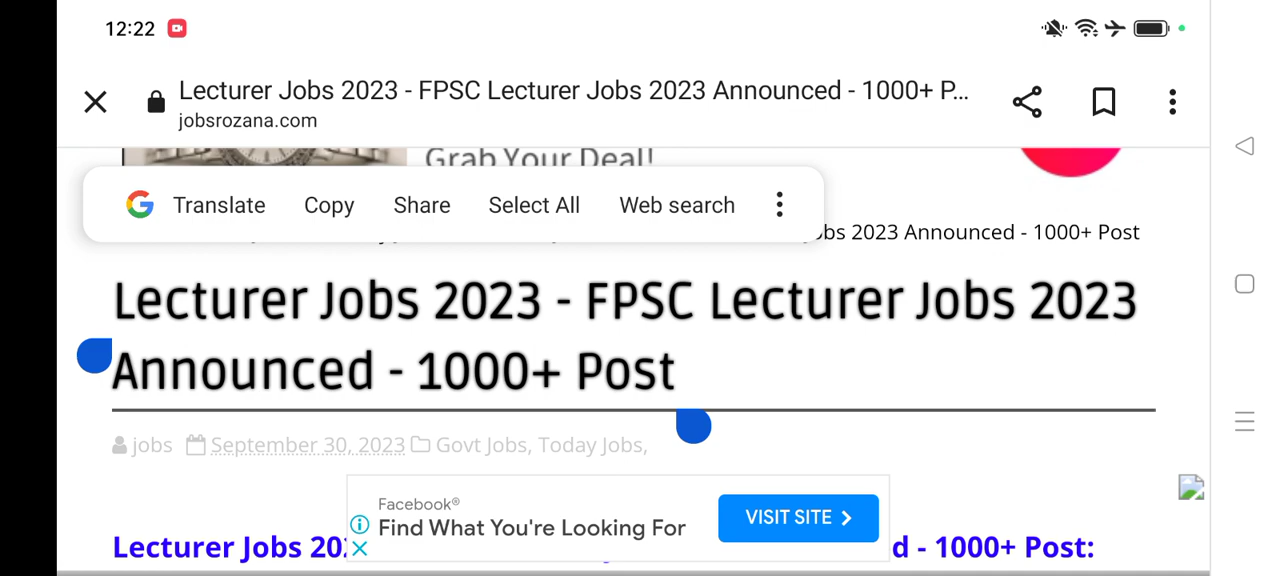 12:22
Lecturer Jobs 2023 - FPSC Lecturer Jobs 2023 Announced - 1000+ P...
jobsrozana.com
Grab Your Deal!
Translate Copy Share Select All Web search
obs 2023 Announced - 1000+ Post
Lecturer Jobs 2023 - FPSC Lecturer Jobs 2023
Announced - 1000+ Post
jobs September 30, 2023 Govt Jobs, Today Jobs,
Facebook®
Find What You're Looking For
VISIT SITE
Lecturer Jobs 202 d - 1000+ Post: